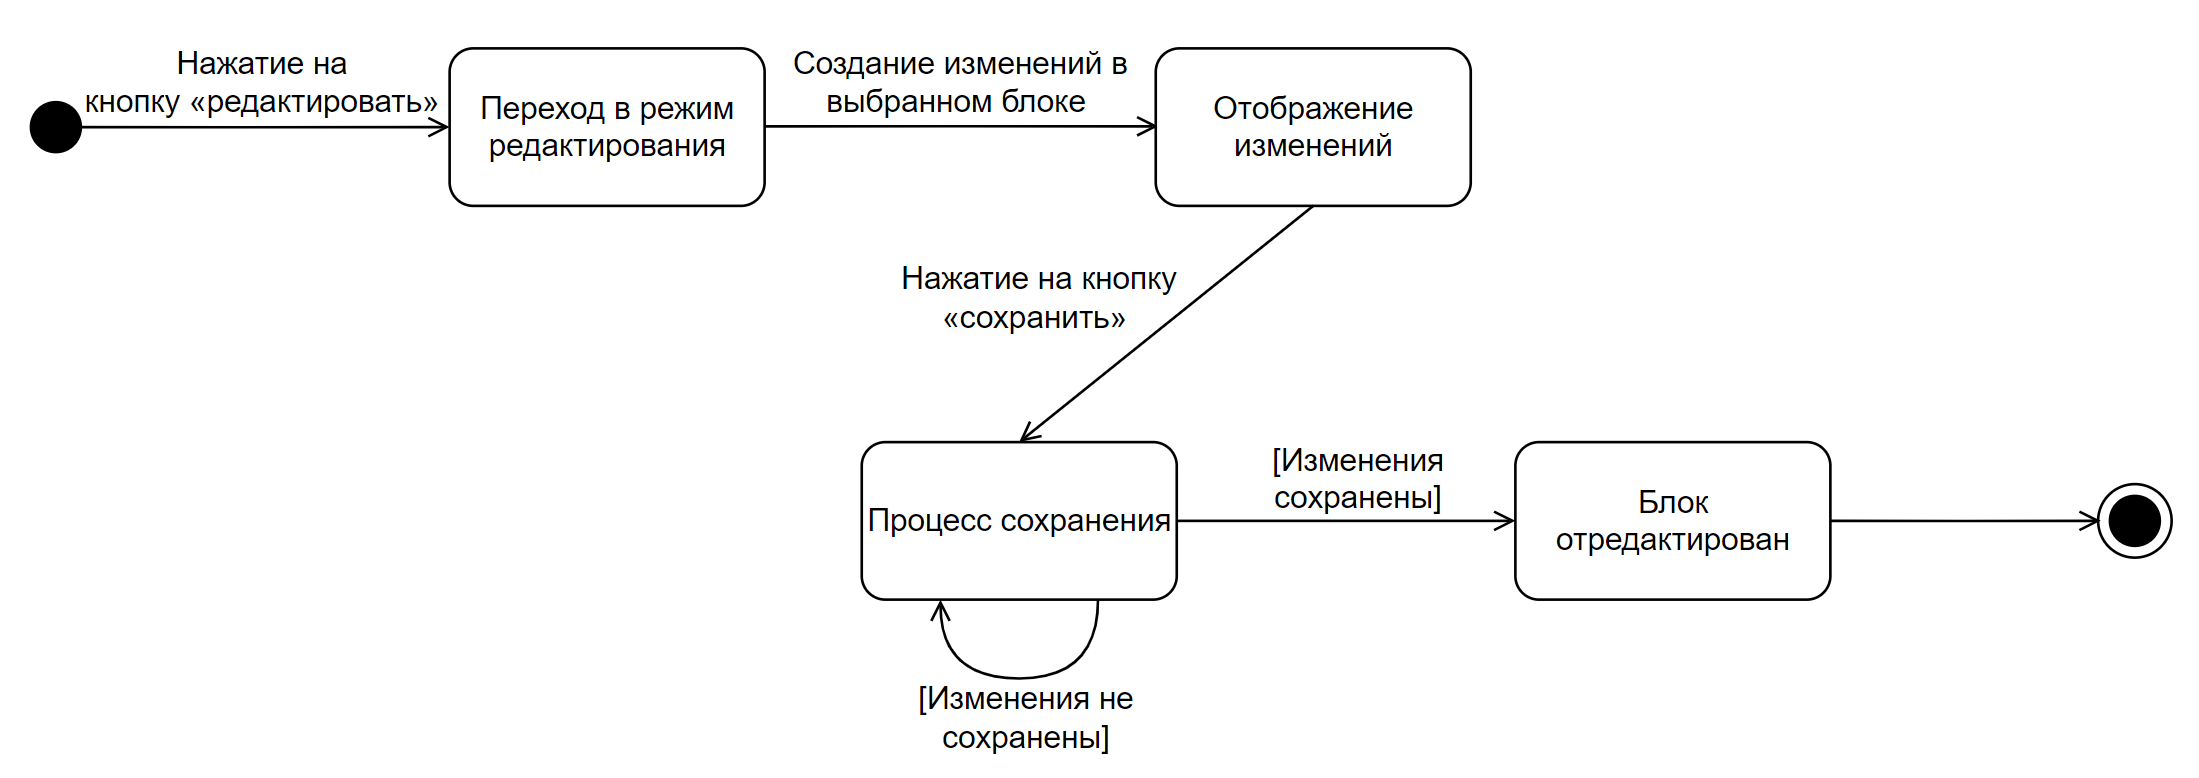 Нажатие на
кнопку «редактировать»
Переход в режим
редактирования
Создание изменений в
выбранном блоке
Отображение
изменений
Нажатие на кнопку
«сохранить»
Процесс сохранения
[Изменения
сохранены]
Блок
отредактирован
[Изменения не
сохранены]